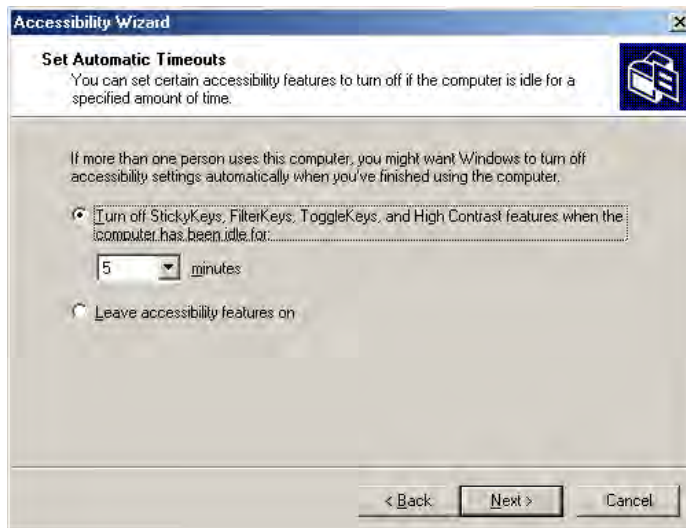 Accessibility Wizard
Set Automatic Timeouts
You can set certain accessibility features to turn off if the computer is idle for a
specified amount of time.
If more than one person uses this computer, you might want Windows to turn off
accessibility settings automatically when you've finished using the computer.
Turn off StickyKeys, FilterKeys, ToggleKeys, and High Contrast features when the
computer has been idle for:
5 minutes
Leave accessibility features on
< Back Next > Cancel